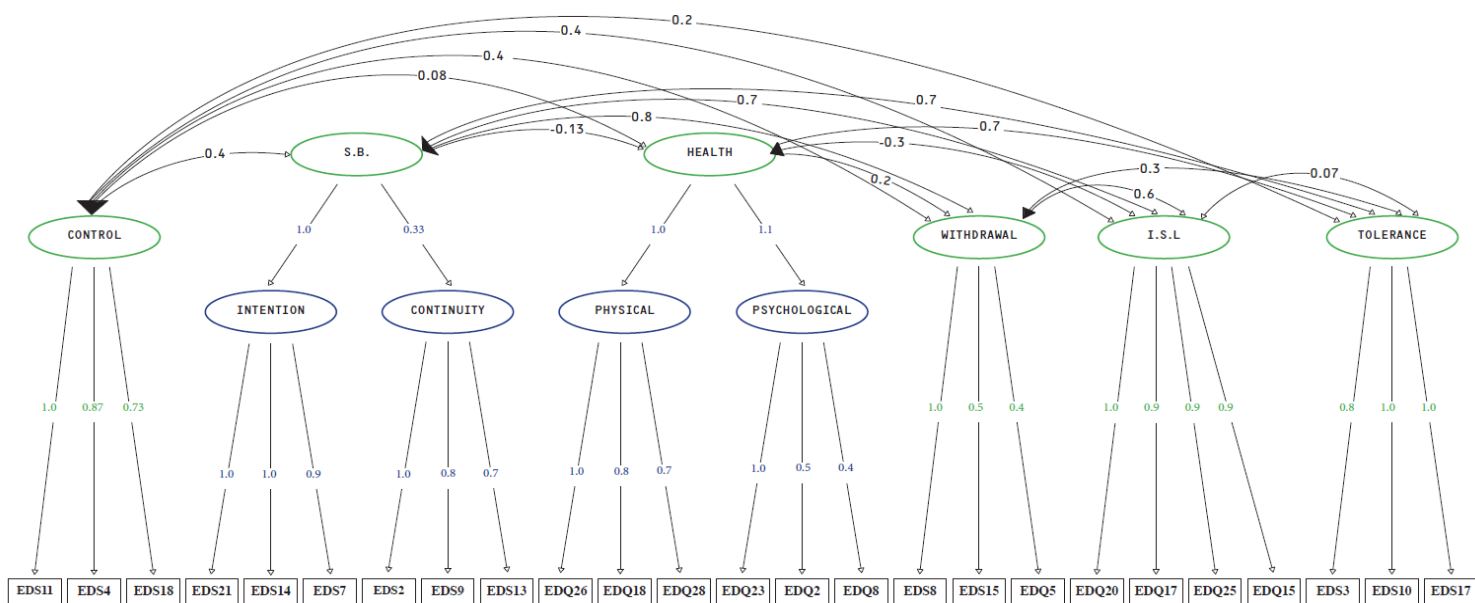 0.2
0.4
0.4
0.08
0.7
0.7
0.8
0.7
-0.13
-0.3
0.4
S.B.
HEALTH
0.2
0.3
0.6
0.07
CONTROL
WITHDRAWAL
I.S.L
TOLERANCE
1.0 0.33 1.0 1.1
INTENTION CONTINUITY PHYSICAL PSYCHOLOGICAL
1.0 0.87 0.73 1.0 0.5 0.4 1.0 0.9 0.9 0.9 0.8 1.0 1.0
1.0 1.0 0.9 1.0 0.8 0.7 1.0 0.8 0.7 1.0 0.5 0.4
EDS11 EDS4 EDS18 EDS21 EDS14 EDS7 EDS2 EDS9 EDS13 EDQ26 EDQ18 EDQ28 EDQ23 EDQ2 EDQ8 EDS8 EDS15 EDQ5 EDQ20 EDQ17 EDQ25 EDQ15 EDS3 EDS10 EDS17